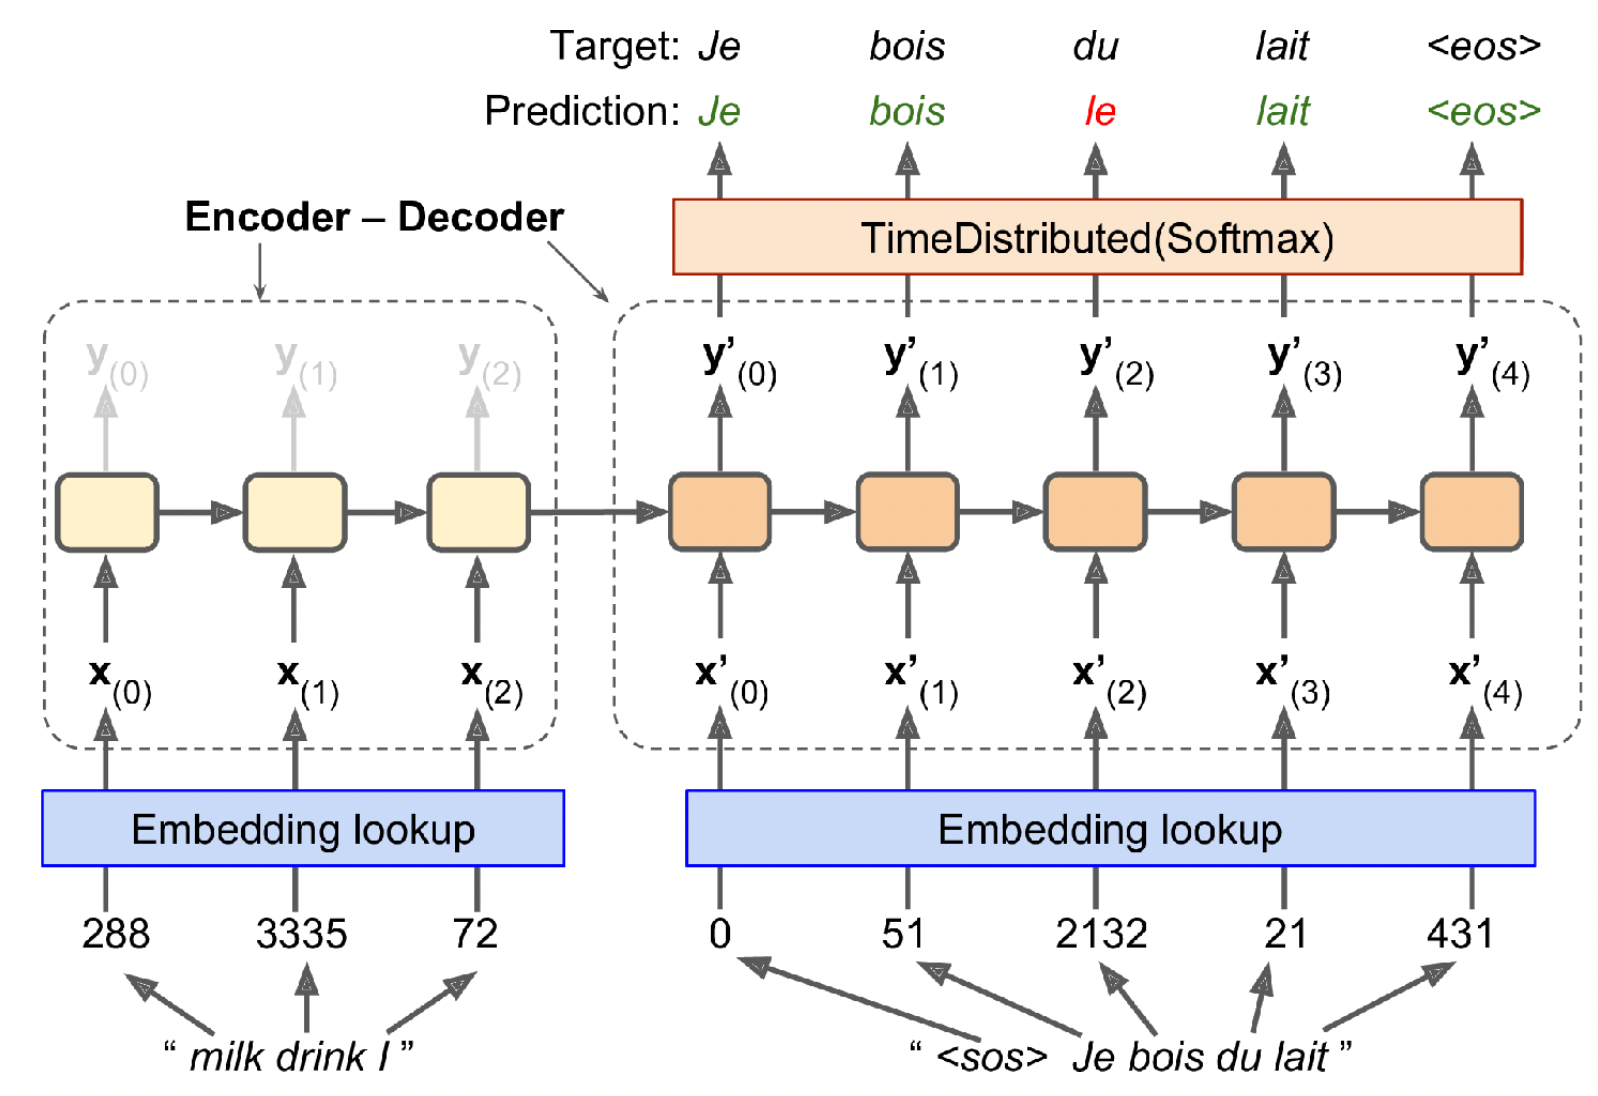 Target: Je bois du lait <eos>
Prediction: Je bois le lait <eos>
Encoder – Decoder
TimeDistributed(Softmax)
y(0) y(1) y(2) y’(0) y’(1) y’(2) y’(3) y’(4)
x(0) x(1) x(2) x’(0) x’(1) x’(2) x’(3) x’(4)
Embedding lookup Embedding lookup
288 3335 72 0 51 2132 21 431
“ milk drink I ” “ <sos> Je bois du lait ”